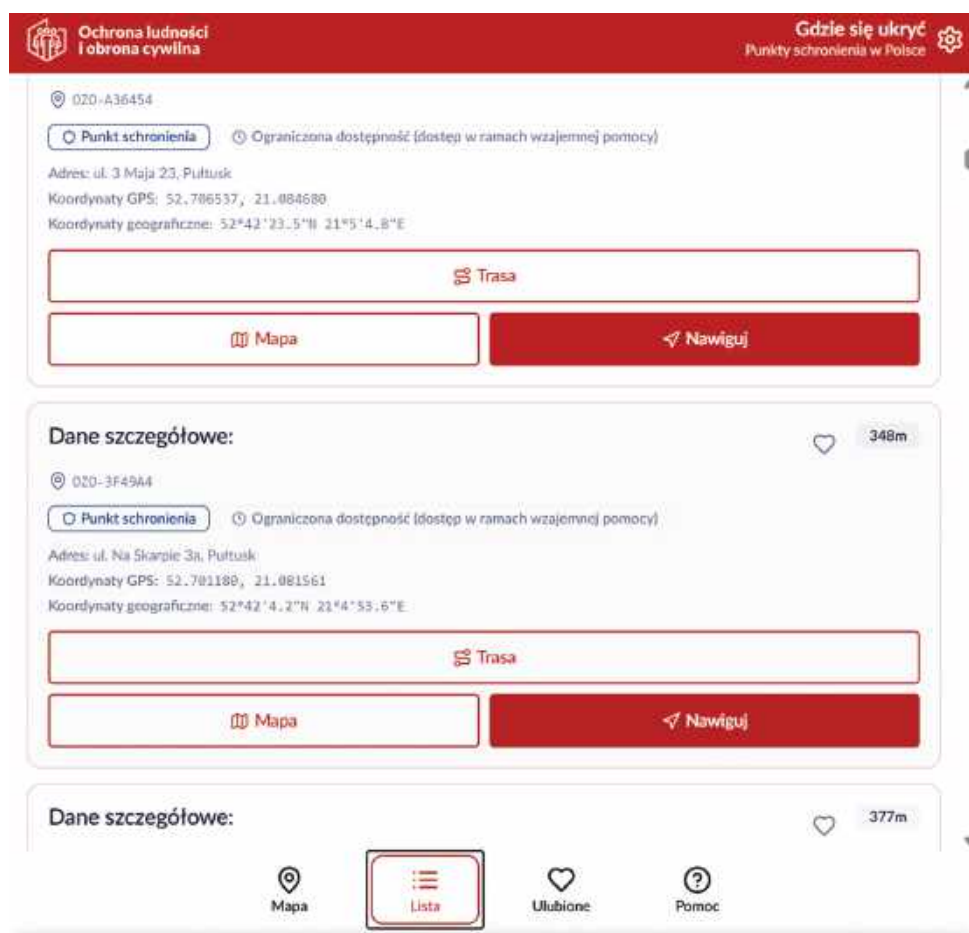 Ochrona ludności
i obrona cywilna
Gdzie się ukryć
Punkty schronienia w Polsce
OZO-A36454
Punkt schronienia
Ograniczona dostępność (dostęp w ramach wzajemnej pomocy)
Adres: ul. 3 Maja 23, Pułtusk
Koordynaty GPS: 52.706537, 21.084680
Koordynaty geograficzne: 52°42'23.5"N 21°5'4.8"E
Trasa
Mapa
Nawiguj
Dane szczegółowe:
348m
OZO-3F49A4
Punkt schronienia
Ograniczona dostępność (dostęp w ramach wzajemnej pomocy)
Adres: ul. Na Skarpie 3a, Pułtusk
Koordynaty GPS: 52.701180, 21.081561
Koordynaty geograficzne: 52°42'4.2"N 21°4'53.6"E
Trasa
Mapa
Nawiguj
Dane szczegółowe:
377m
Mapa
Lista
Ulubione
Pomoc